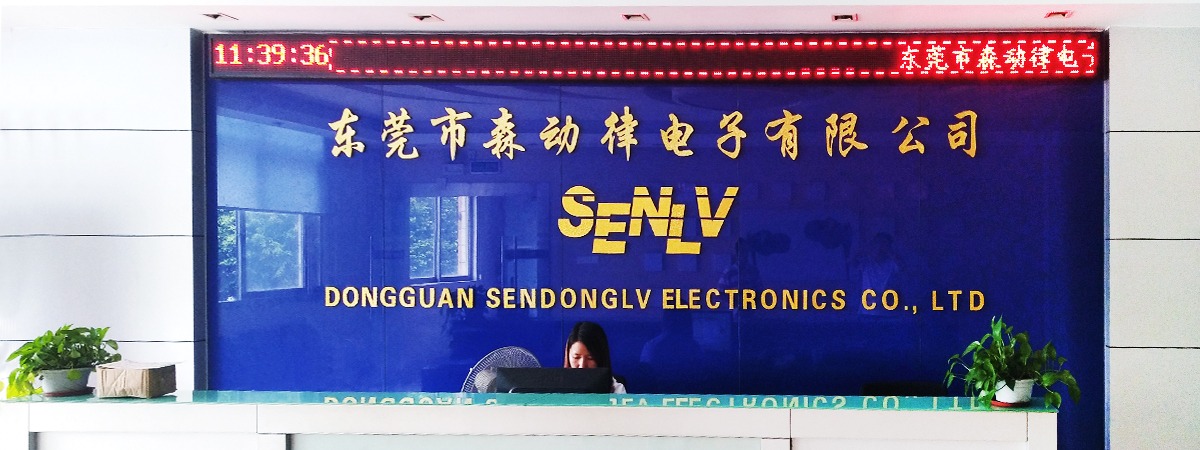 11:39:36 东莞市森动律电
东莞市森动律电子有限公司
SENLV
DONGGUAN SENDONGLV ELECTRONICS CO., LTD